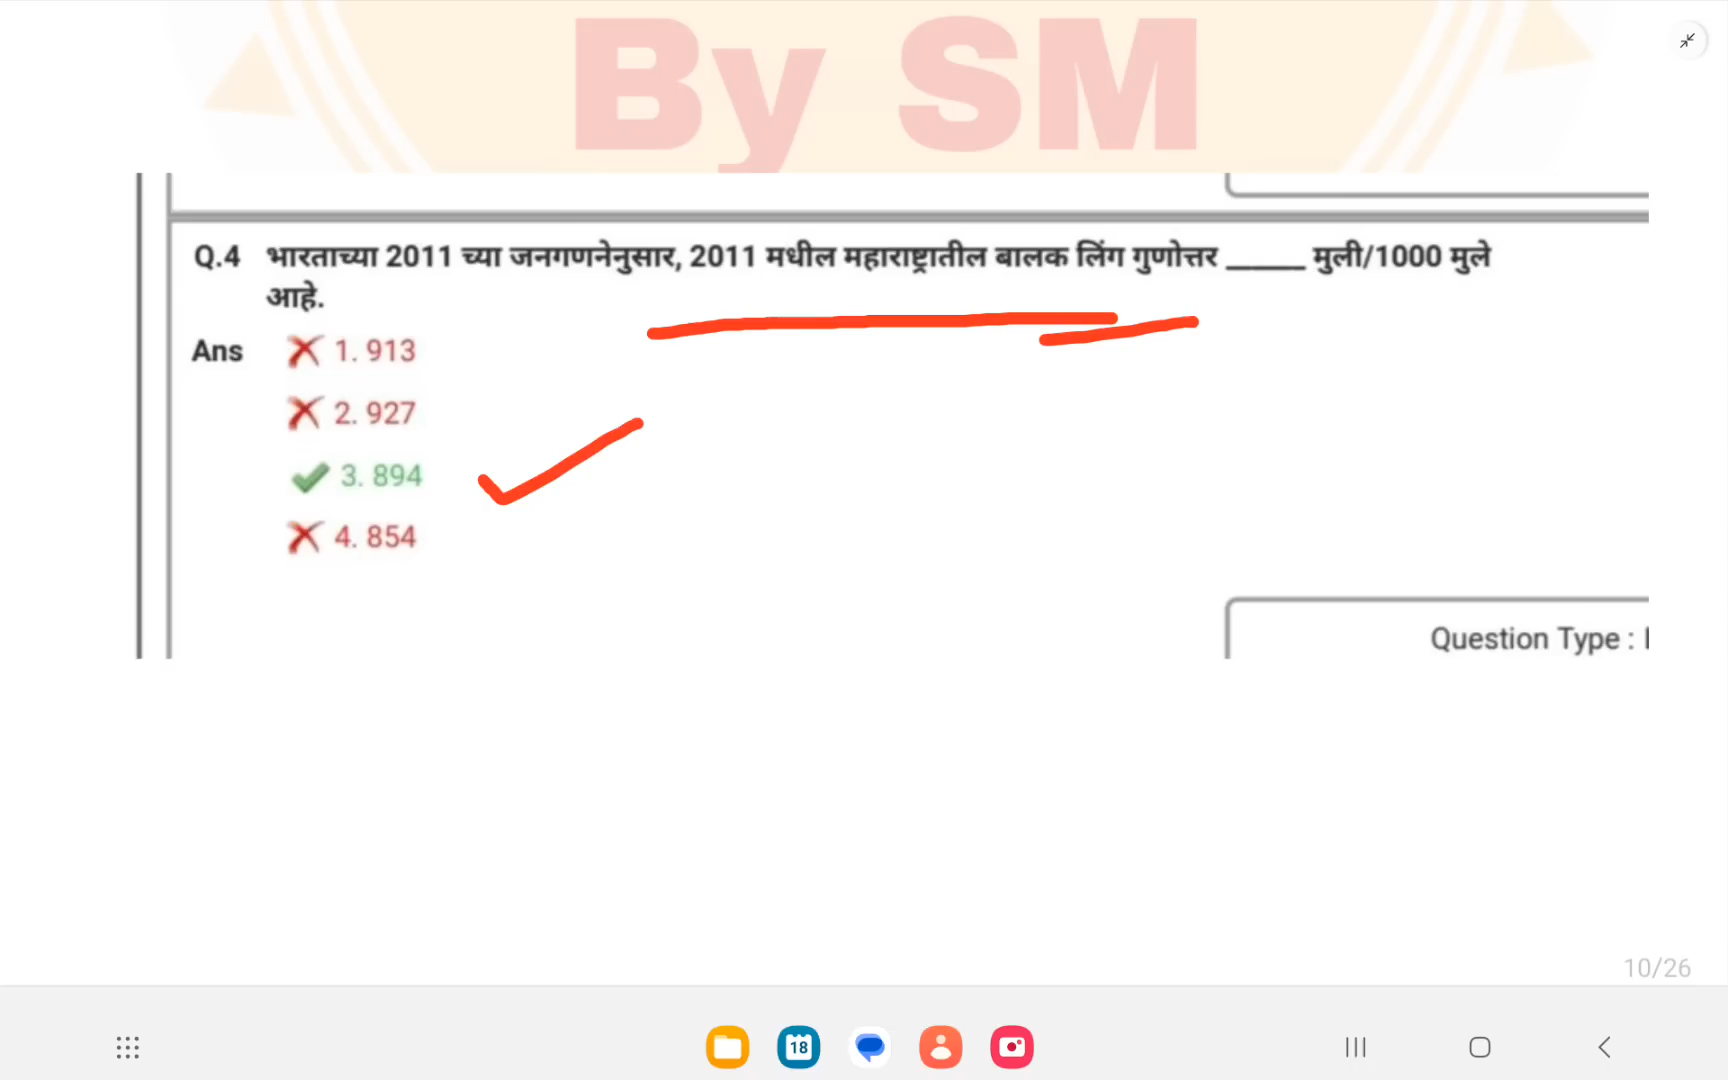 By SM
Q.4 भारताच्या 2011 च्या जनगणनेनुसार, 2011 मधील महाराष्ट्रातील बालक लिंग गुणोत्तर _____ मुली/1000 मुले
आहे.
Ans 1. 913
2. 927
3. 894
4. 854
Question Type :
10/26
18